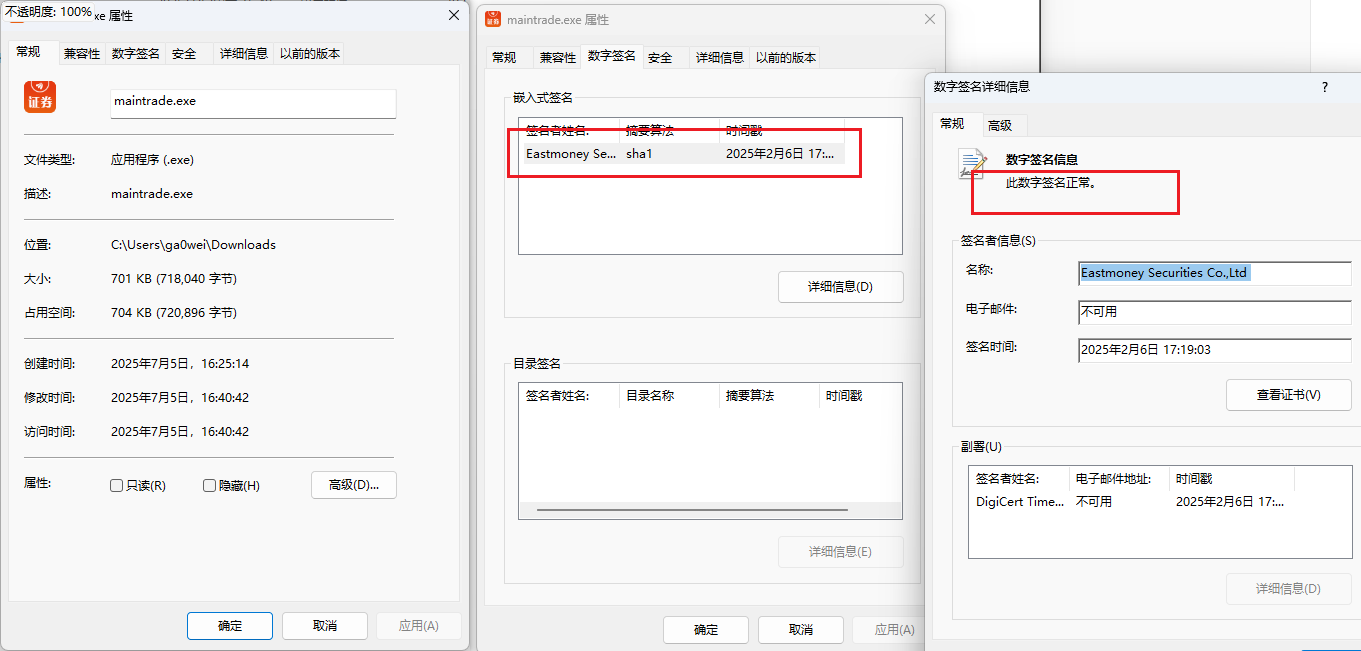 不透明度: 100%
xe 属性
常规
兼容性
数字签名
安全
详细信息
以前的版本
证券
maintrade.exe
文件类型:
应用程序 (.exe)
描述:
maintrade.exe
位置:
C:\Users\ga0wei\Downloads
大小:
701 KB (718,040 字节)
占用空间:
704 KB (720,896 字节)
创建时间:
2025年7月5日，16:25:14
修改时间:
2025年7月5日，16:40:42
访问时间:
2025年7月5日，16:40:42
属性:
只读(R)
隐藏(H)
高级(D)...
确定
取消
应用(A)
证券
maintrade.exe 属性
常规
兼容性
数字签名
安全
详细信息
以前的版本
嵌入式签名
签名者姓名:
摘要算法
时间戳
Eastmoney Se...
sha1
2025年2月6日 17:...
详细信息(D)
目录签名
签名者姓名:
目录名称
摘要算法
时间戳
详细信息(E)
确定
取消
应用(A)
数字签名详细信息
?
常规
高级
数字签名信息
此数字签名正常。
签名者信息(S)
名称:
Eastmoney Securities Co.,Ltd
电子邮件:
不可用
签名时间:
2025年2月6日 17:19:03
查看证书(V)
副署(U)
签名者姓名:
电子邮件地址:
时间戳
DigiCert Time...
不可用
2025年2月6日 17:...
详细信息(D)